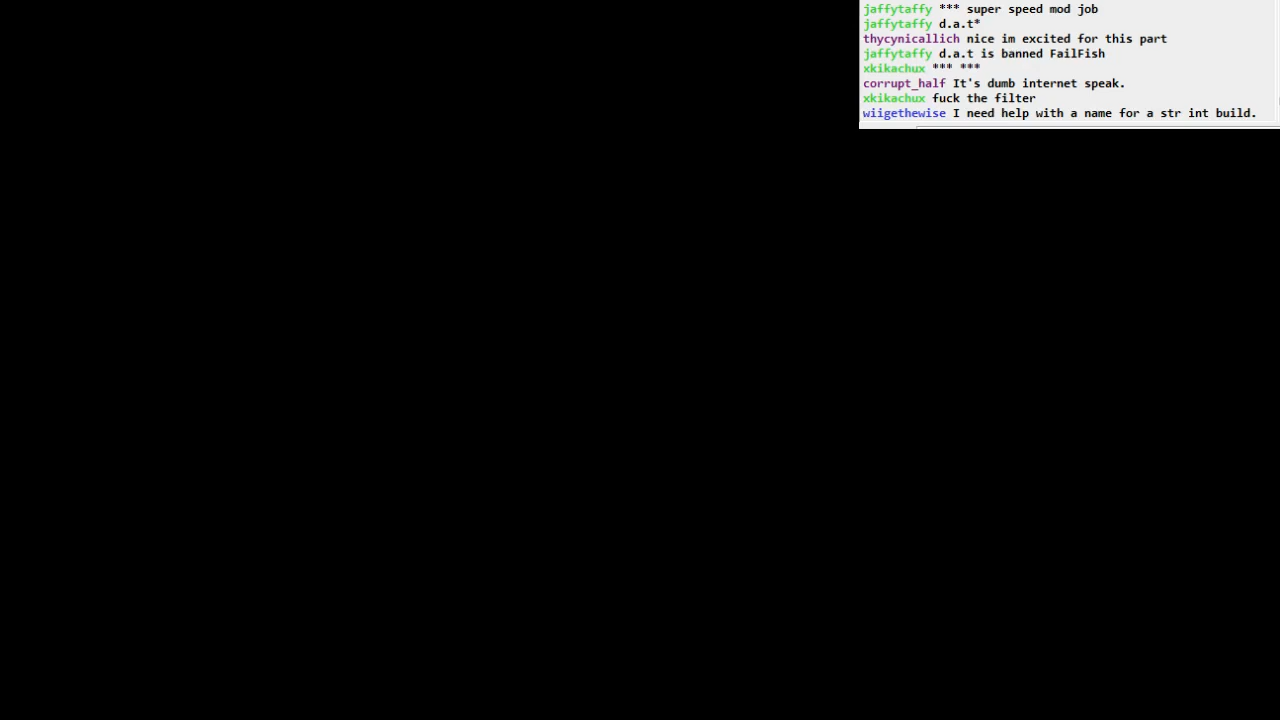 jaffytaffy *** super speed mod job
jaffytaffy d.a.t*
thycynicallich nice im excited for this part
jaffytaffy d.a.t is banned FailFish
xkikachux *** ***
corrupt_half It's dumb internet speak.
xkikachux fuck the filter
wiigethewise I need help with a name for a str int build.